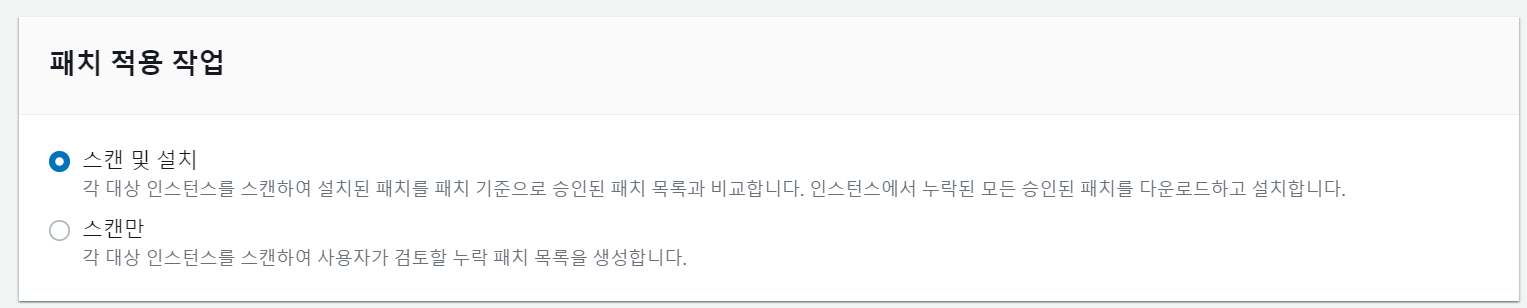 패치 적용 작업
스캔 및 설치
각 대상 인스턴스를 스캔하여 설치된 패치를 패치 기준으로 승인된 패치 목록과 비교합니다. 인스턴스에서 누락된 모든 승인된 패치를 다운로드하고 설치합니다.
스캔만
각 대상 인스턴스를 스캔하여 사용자가 검토할 누락 패치 목록을 생성합니다.